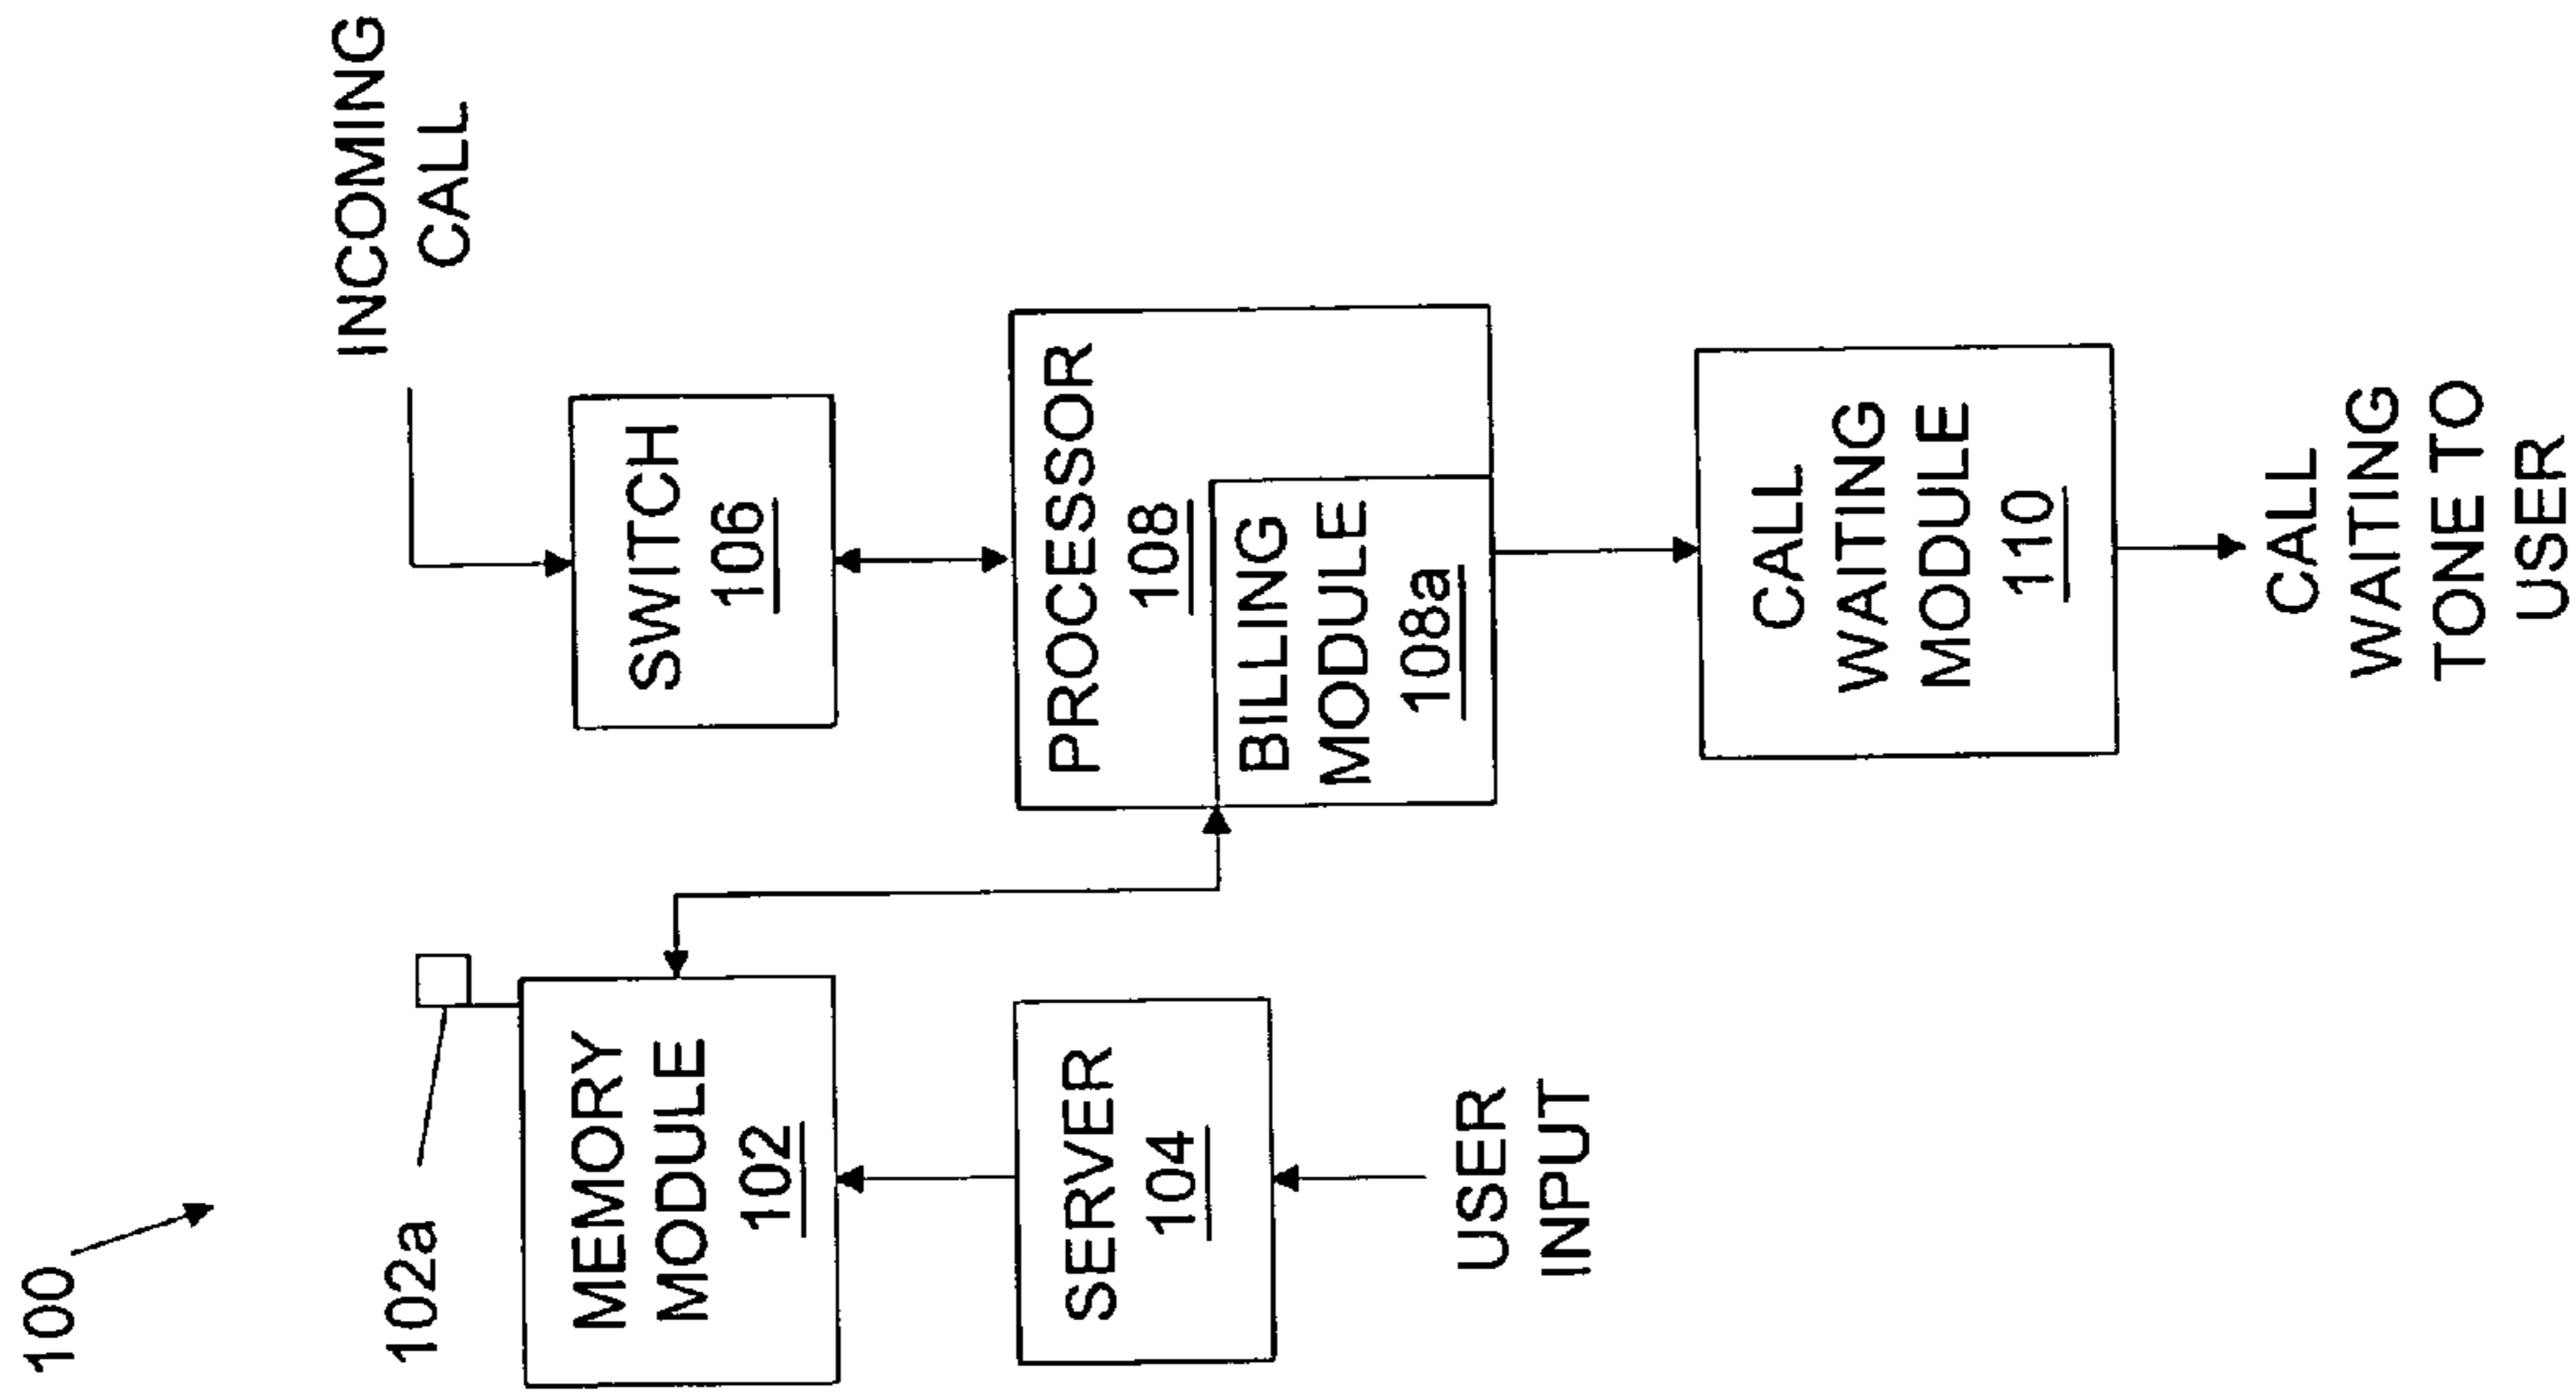 100
102a
MEMORY
MODULE
102
SERVER
104
USER
INPUT
INCOMING
CALL
SWITCH
106
PROCESSOR
108
BILLING
MODULE
108a
CALL
WAITING
MODULE
110
CALL
WAITING
TONE TO
USER